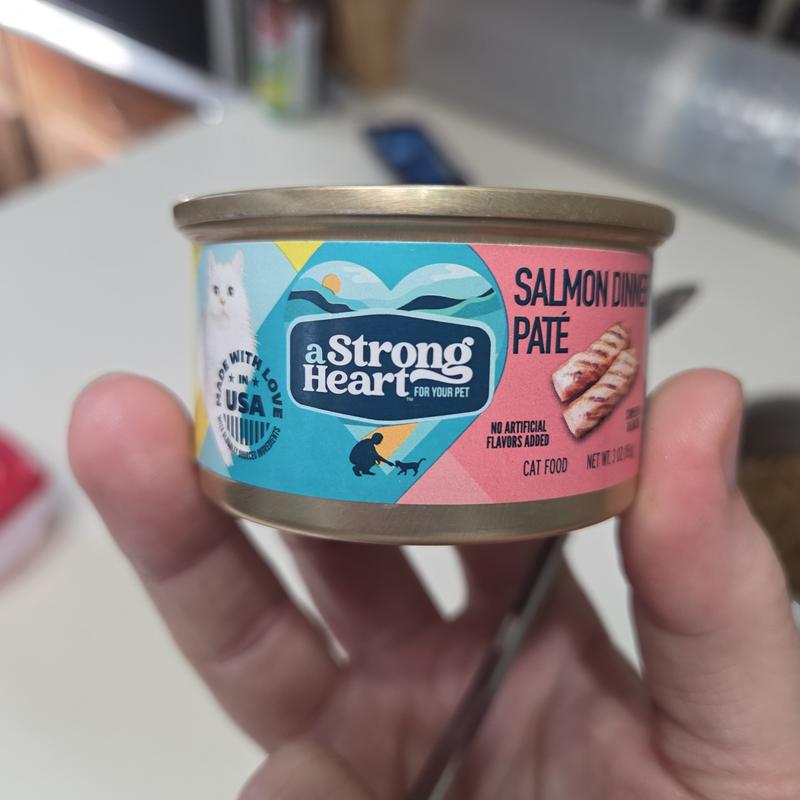 MADE WITH LOVE
IN
USA
a Strong
Heart™
FOR YOUR PET
SALMON DINNER
PATÉ
NO ARTIFICIAL
FLAVORS ADDED
CAT FOOD
NET WT. 3 OZ